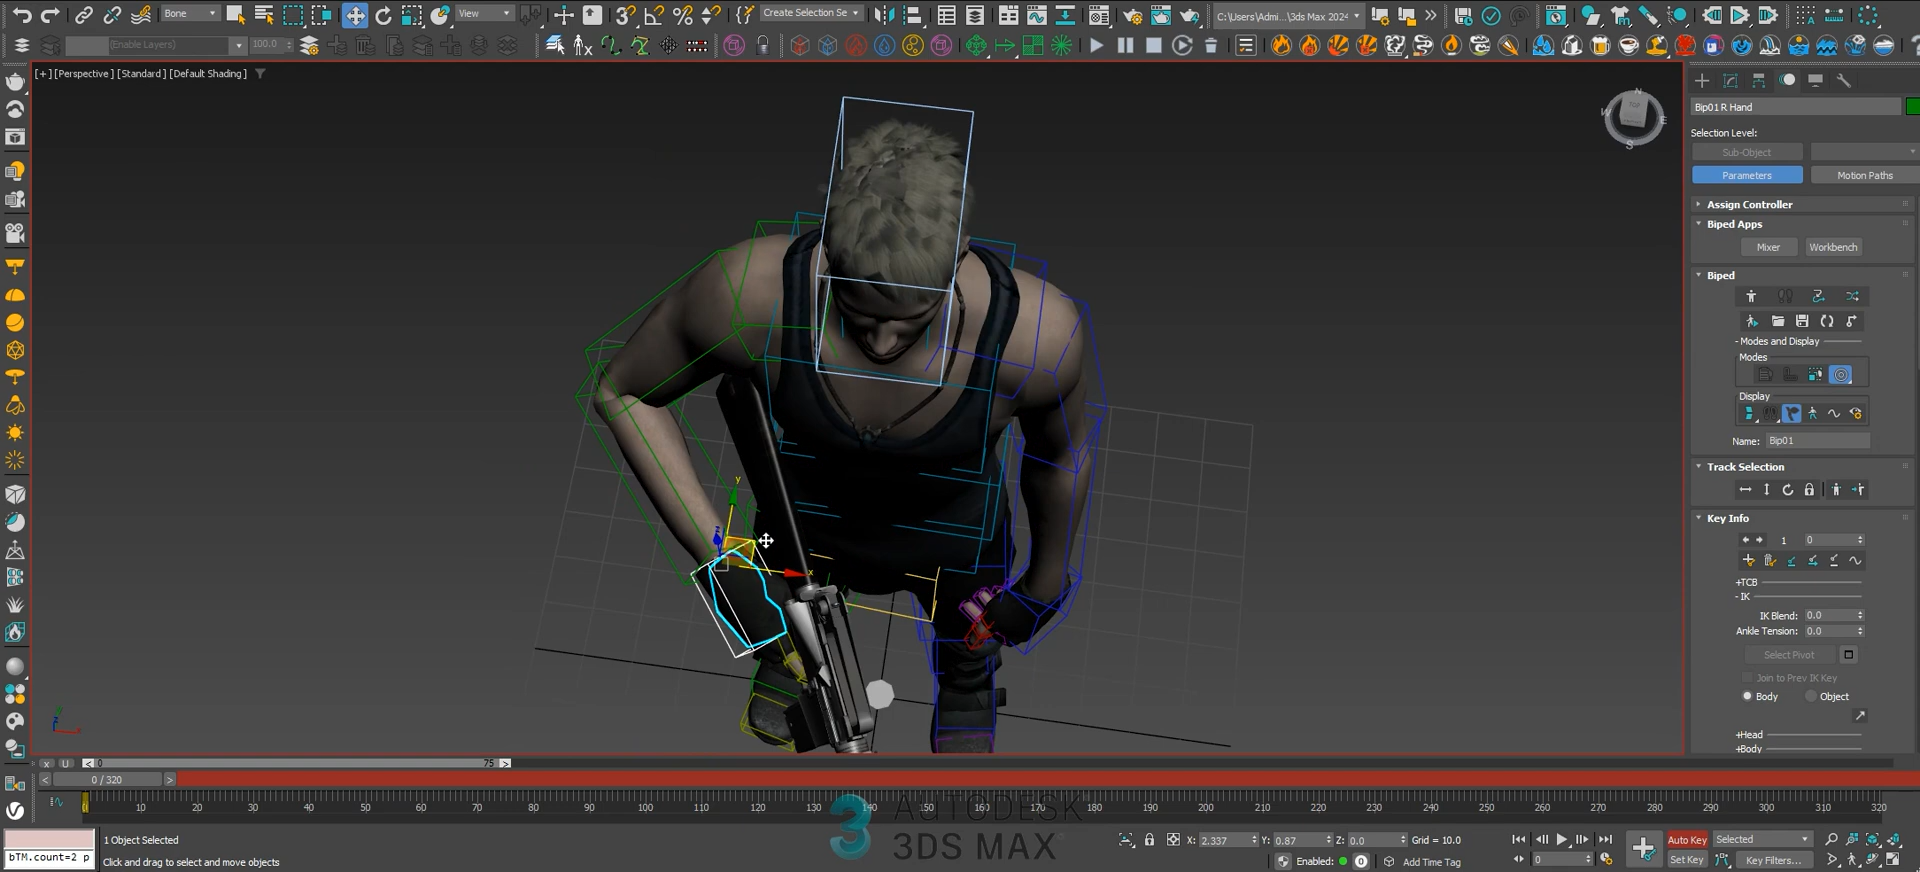 Bone
View
Create Selection Se
C:\Users\Admi...\3ds Max 2024
(Enable Layers)
100.0
[+] [Perspective] [Standard] [Default Shading]
Bip01 R Hand
Selection Level:
Sub-Object
Parameters
Motion Paths
Assign Controller
Biped Apps
Mixer
Workbench
Biped
- Modes and Display
Modes
Display
Name:
Bip01
Track Selection
Key Info
1
0
+TCB
- IK
IK Blend:
0.0
Ankle Tension:
0.0
Select Pivot
Join to Prev IK Key
Body
Object
+Head
+Body
N
W
TOP
E
S
y
x
z
x
U
<
0
75
>
<
0 / 320
>
10
20
30
40
50
60
70
80
90
100
110
120
130
140
150
160
170
180
190
200
210
220
230
240
250
260
270
280
290
300
310
320
AUTODESK
3DS MAX
1 Object Selected
bTM.count=2 p
Click and drag to select and move objects
X:
2.337
Y:
0.87
Z:
0.0
Grid = 10.0
Enabled:
0
Add Time Tag
0
Auto Key
Selected
Set Key
Key Filters...